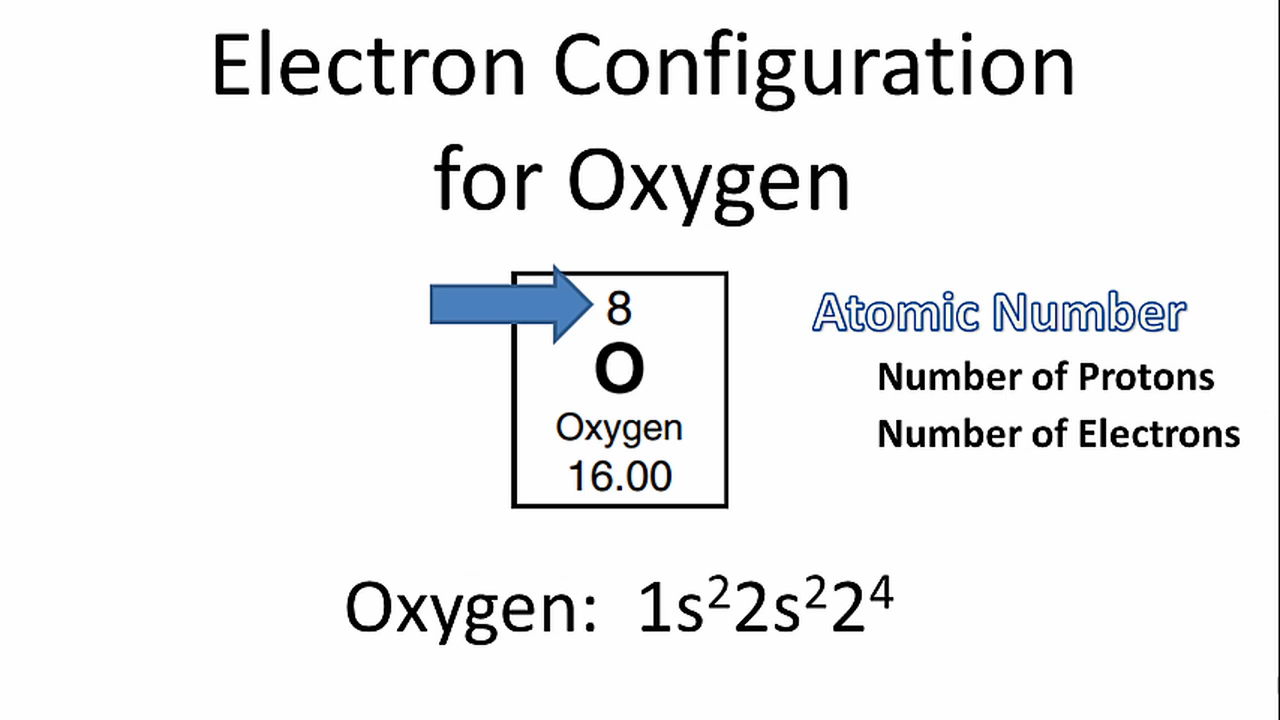 Electron Configuration
for Oxygen
8
O
Oxygen
16.00
Atomic Number
Number of Protons
Number of Electrons
Oxygen: 1s²2s²2⁴